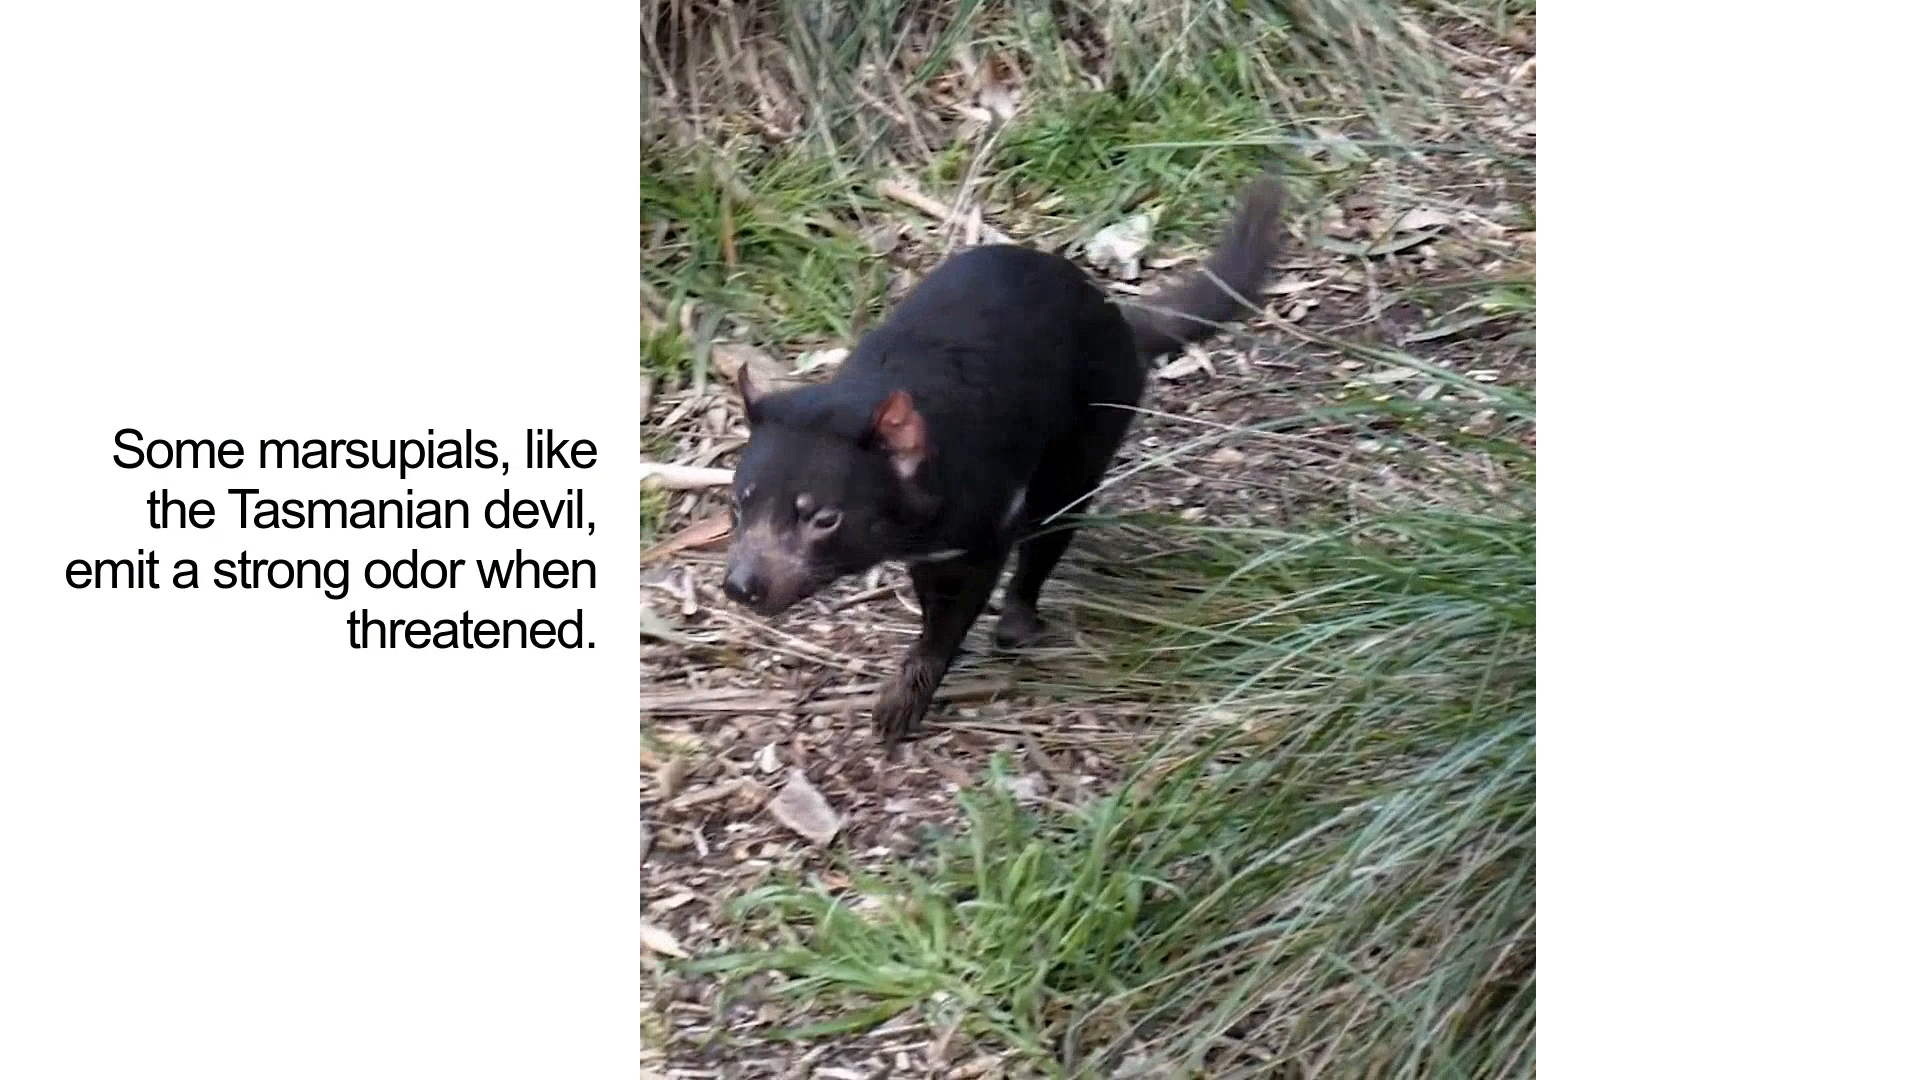 Some marsupials, like
the Tasmanian devil,
emit a strong odor when
threatened.